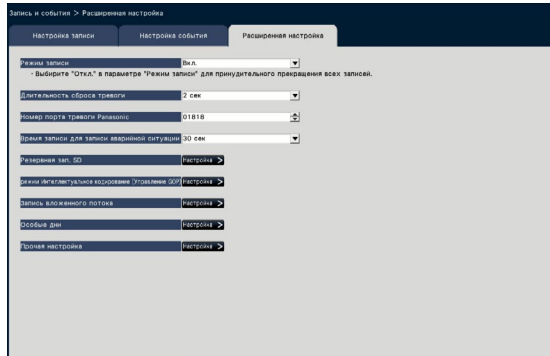 Запись и события > Расширенная настройка
Настройка записи Настройка события Расширенная настройка
Режим записи Вкл.
· Выбирите "Откл." в параметре "Режим записи" для принудительного прекращения всех записей.
Длительность сброса тревоги 2 сек
Номер порта тревоги Panasonic 01818
Время записи для записи аварийной ситуации 30 сек
Резервная зап. SD Настройка >
режим Интеллектуальное кодирование (Управление GOP) Настройка >
Запись вложенного потока Настройка >
Особые дни Настройка >
Прочая настройка Настройка >